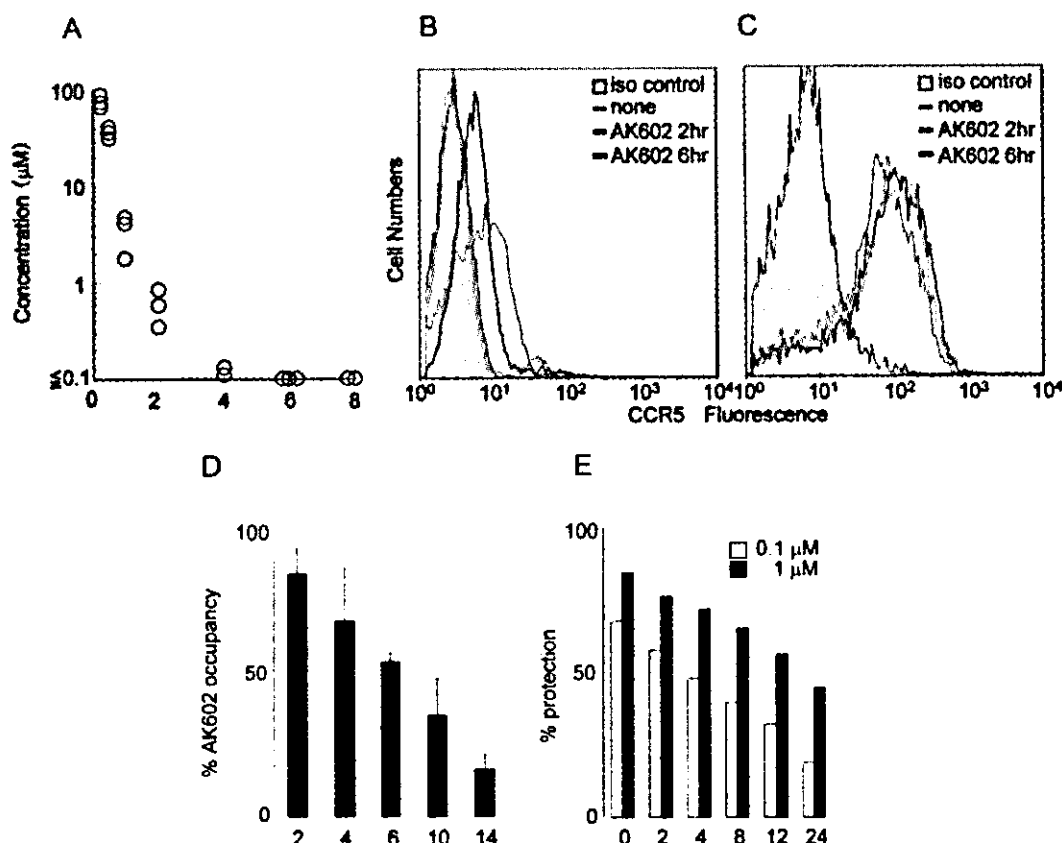 A
Concentration (µM)
100
10
1
0.1
0 2 4 6 8
B
iso control
none
AK602 2hr
AK602 6hr
Cell Numbers
10⁰ 10¹ 10² 10³ 10⁴
C
iso control
none
AK602 2hr
AK602 6hr
10⁰ 10¹ 10² 10³ 10⁴
CCR5 Fluorescence
D
% AK602 occupancy
100
50
0
2 4 6 10 14
E
% protection
100
50
0
0.1 µM
1 µM
0 2 4 8 12 24